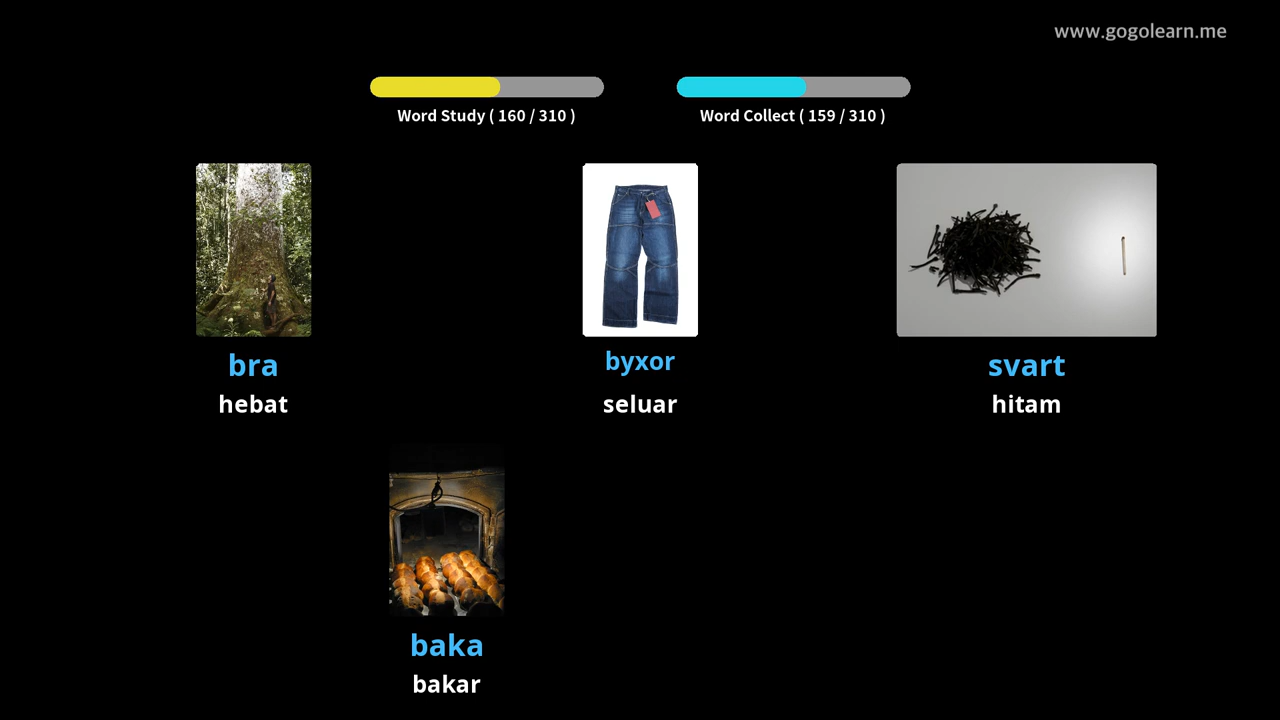 www.gogolearn.me
Word Study ( 160 / 310 )
Word Collect ( 159 / 310 )
bra
hebat
byxor
seluar
svart
hitam
baka
bakar